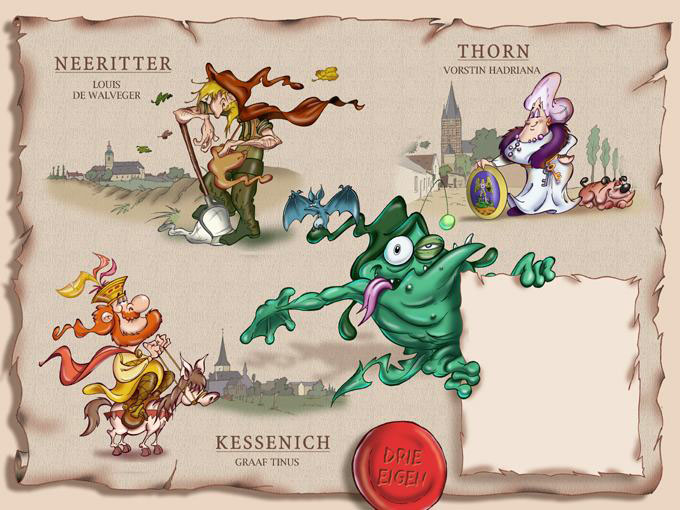 NEERITTER
LOUIS
DE WALVEGER
THORN
VORSTIN HADRIANA
KESSENICH
GRAAF TINUS
DRIE
EIGEN